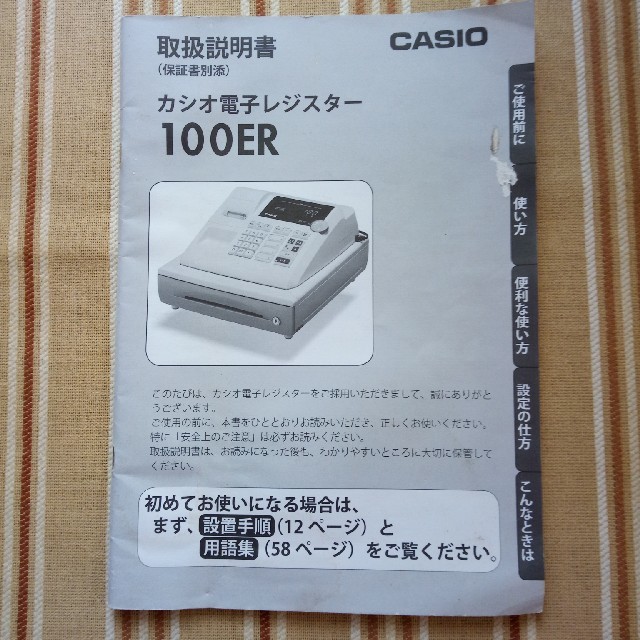 取扱説明書
(保証書別添)
CASIO
カシオ電子レジスター
100ER
このたびは、カシオ電子レジスターをご採用いただきまして、誠にありがと
うございます。
ご使用の前に、本書をひととおりお読みいただき、正しくお使いください。
特に「安全上のご注意」は必ずお読みください。
取扱説明書は、お読みになった後も、わかりやすいところに大切に保管して
ください。
初めてお使いになる場合は、
まず、設置手順(12 ページ)と
用語集(58 ページ)をご覧ください。
ご使用前に
使い方
便利な使い方
設定の仕方
こんなときは